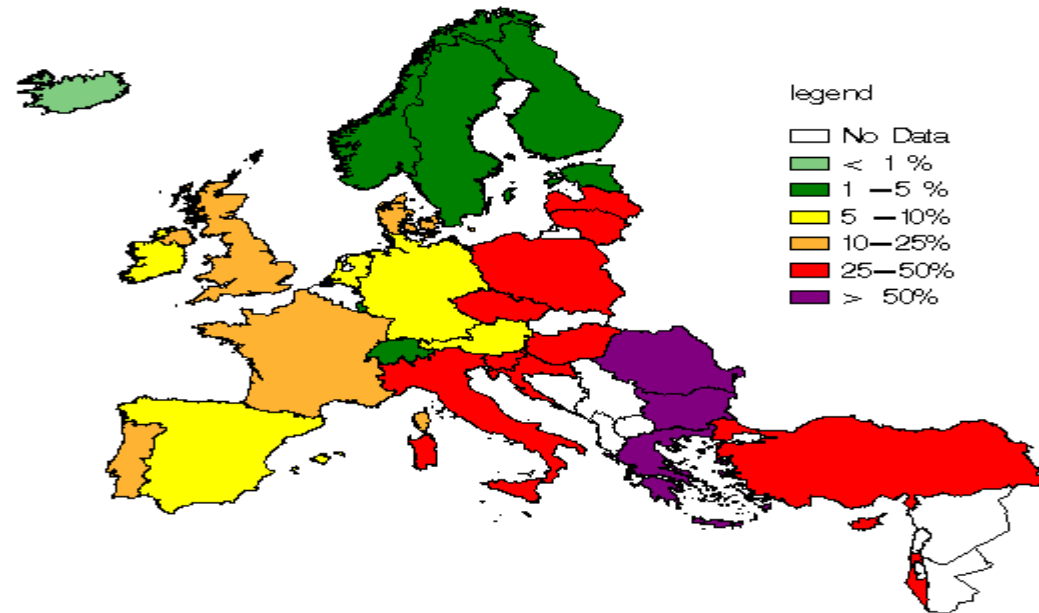 legend
No Data
< 1 %
1 –5 %
5 –10%
10–25%
25–50%
> 50%